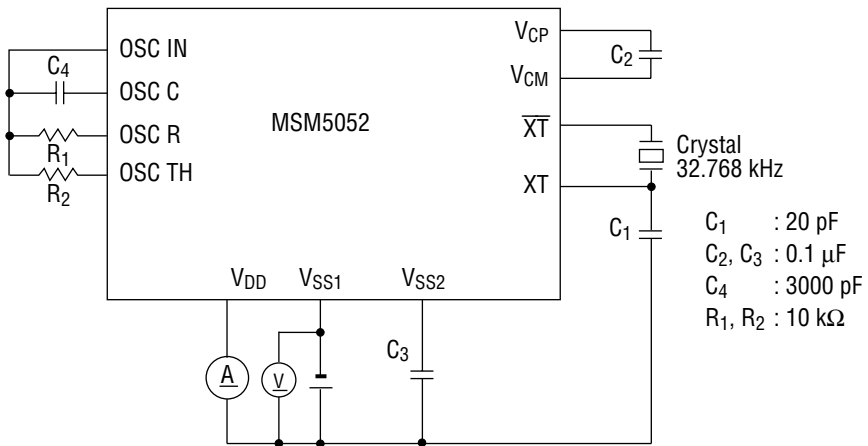 OSC IN
C4
OSC C
OSC R
R1
OSC TH
R2
MSM5052
VCP
C2
VCM
XT
Crystal
32.768 kHz
XT
C1
C1 : 20 pF
C2, C3 : 0.1 μF
C4 : 3000 pF
R1, R2 : 10 kΩ
VDD
VSS1
VSS2
C3
A
V